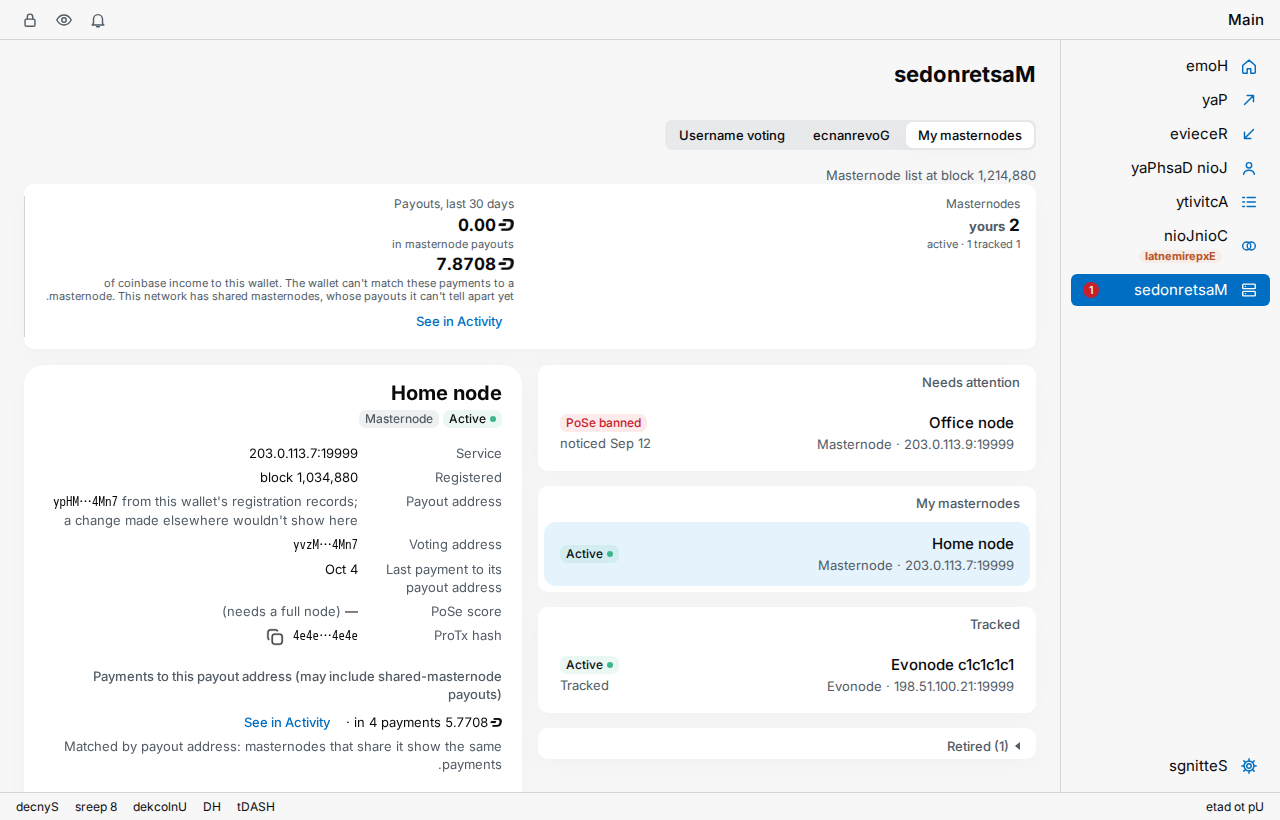 Main
emoH
yaP
evieceR
yaPhsaD nioJ
ytivitcA
nioJnioC
latnemirepxE
sedonretsaM
1
sgnitteS
sedonretsaM
My masternodes
ecnanrevoG
Username voting
Masternode list at block 1,214,880
Masternodes
yours 2
active · 1 tracked 1
Payouts, last 30 days
0.00
in masternode payouts
7.8708
of coinbase income to this wallet. The wallet can't match these payments to a
.masternode. This network has shared masternodes, whose payouts it can't tell apart yet
See in Activity
Needs attention
Office node
Masternode · 203.0.113.9:19999
PoSe banned
noticed Sep 12
My masternodes
Home node
Masternode · 203.0.113.7:19999
Active
Tracked
Evonode c1c1c1c1
Evonode · 198.51.100.21:19999
Active
Tracked
Retired (1)
Home node
Active
Masternode
Service
203.0.113.7:19999
Registered
block 1,034,880
Payout address
ypHM···4Mn7 from this wallet's registration records;
a change made elsewhere wouldn't show here
Voting address
yvzM···4Mn7
Last payment to its
payout address
Oct 4
PoSe score
(needs a full node) —
ProTx hash
4e4e···4e4e
Payments to this payout address (may include shared-masternode
payouts)
· in 4 payments 5.7708
See in Activity
Matched by payout address: masternodes that share it show the same
.payments
decnyS
sreep 8
dekcolnU
DH
tDASH
etad ot pU